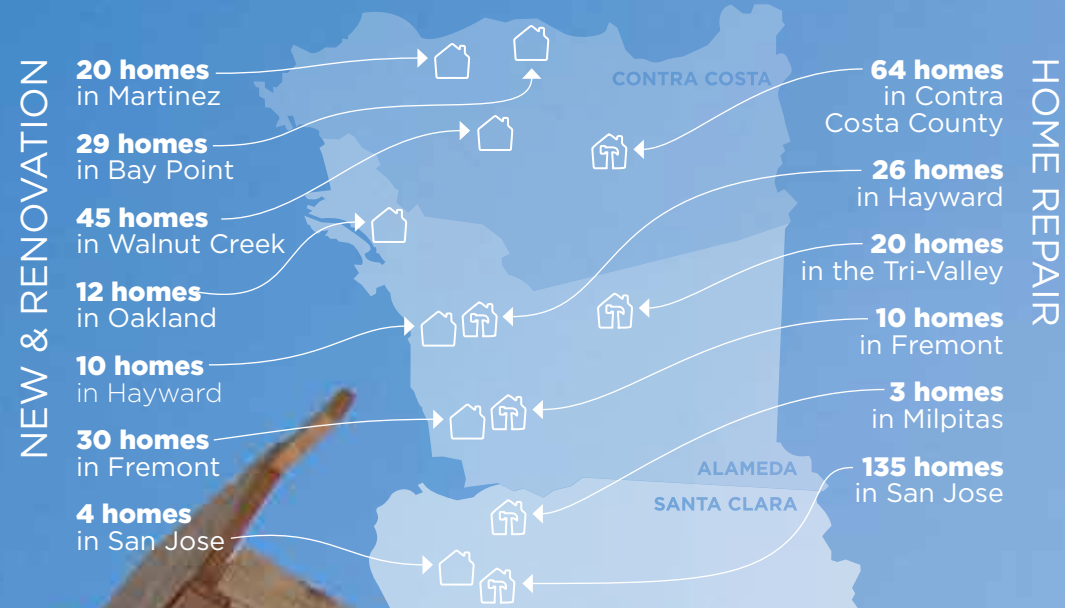 NEW & RENOVATION
20 homes
in Martinez
29 homes
in Bay Point
45 homes
in Walnut Creek
12 homes
in Oakland
10 homes
in Hayward
30 homes
in Fremont
4 homes
in San Jose
CONTRA COSTA
ALAMEDA
SANTA CLARA
HOME REPAIR
64 homes
in Contra
Costa County
26 homes
in Hayward
20 homes
in the Tri-Valley
10 homes
in Fremont
3 homes
in Milpitas
135 homes
in San Jose